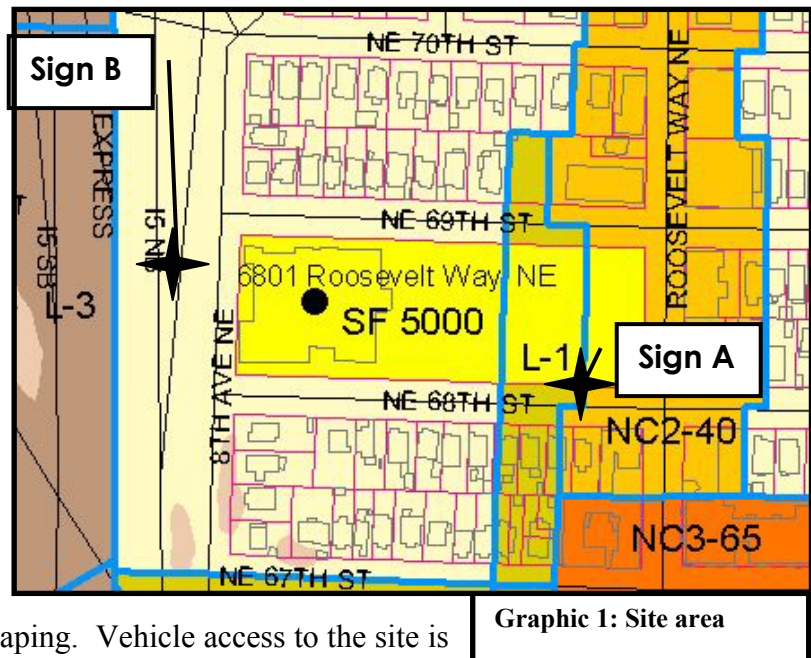 NE 70TH ST
Sign B
ROOSEVELT WAY NE
EXPRESS
I5 NB
I5 SB
NE 69TH ST
6801 Roosevelt Way NE
L-3
SF 5000
L-1
Sign A
8TH AVE NE
NE 68TH ST
NC2-40
NC3-65
NE 67TH ST
Graphic 1: Site area
aping. Vehicle access to the site is